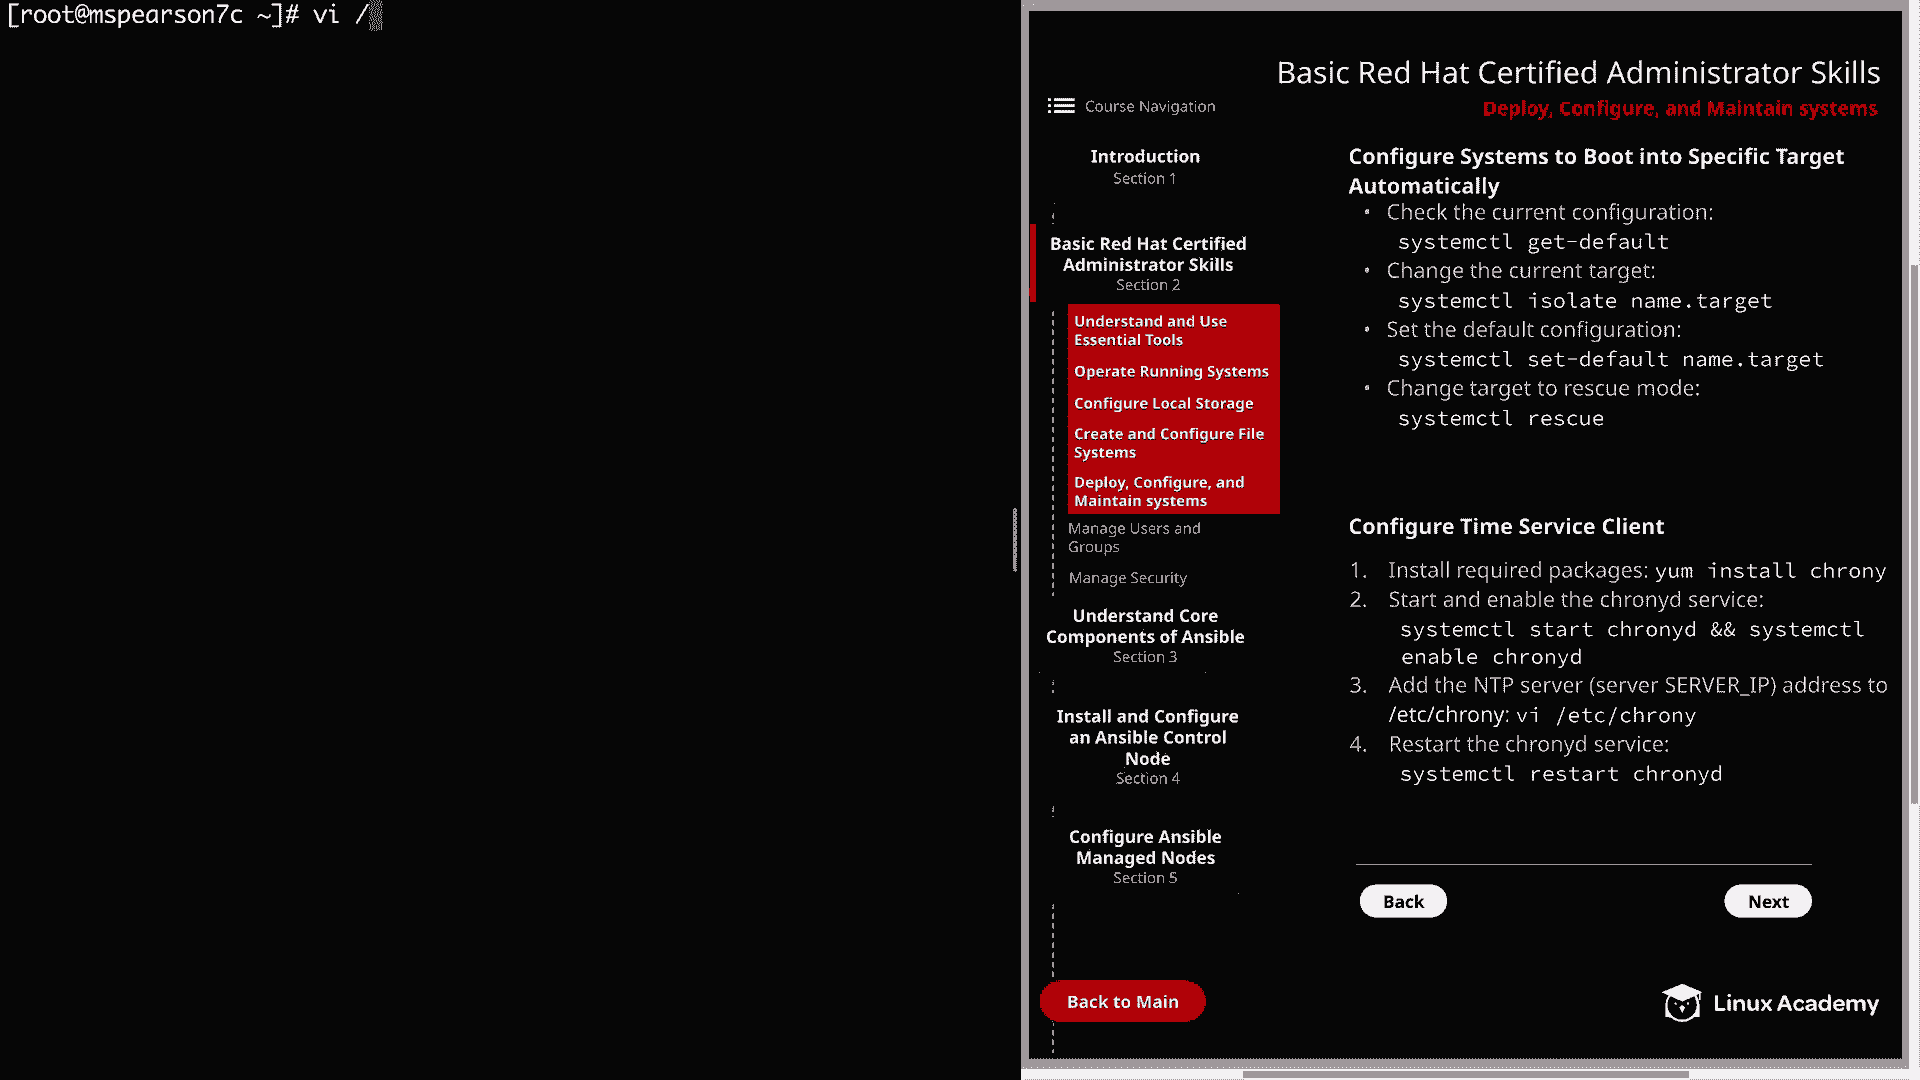 [root@mspearson7c ~]# vi /
Basic Red Hat Certified Administrator Skills
Deploy, Configure, and Maintain systems
Course Navigation
Introduction
Section 1
Basic Red Hat Certified
Administrator Skills
Section 2
Understand and Use
Essential Tools
Operate Running Systems
Configure Local Storage
Create and Configure File
Systems
Deploy, Configure, and
Maintain systems
Manage Users and
Groups
Manage Security
Understand Core
Components of Ansible
Section 3
Install and Configure
an Ansible Control
Node
Section 4
Configure Ansible
Managed Nodes
Section 5
Back to Main
Configure Systems to Boot into Specific Target
Automatically
• Check the current configuration:
systemctl get-default
• Change the current target:
systemctl isolate name.target
• Set the default configuration:
systemctl set-default name.target
• Change target to rescue mode:
systemctl rescue
Configure Time Service Client
1. Install required packages: yum install chrony
2. Start and enable the chronyd service:
systemctl start chronyd && systemctl
enable chronyd
3. Add the NTP server (server SERVER_IP) address to
/etc/chrony: vi /etc/chrony
4. Restart the chronyd service:
systemctl restart chronyd
Back
Next
Linux Academy